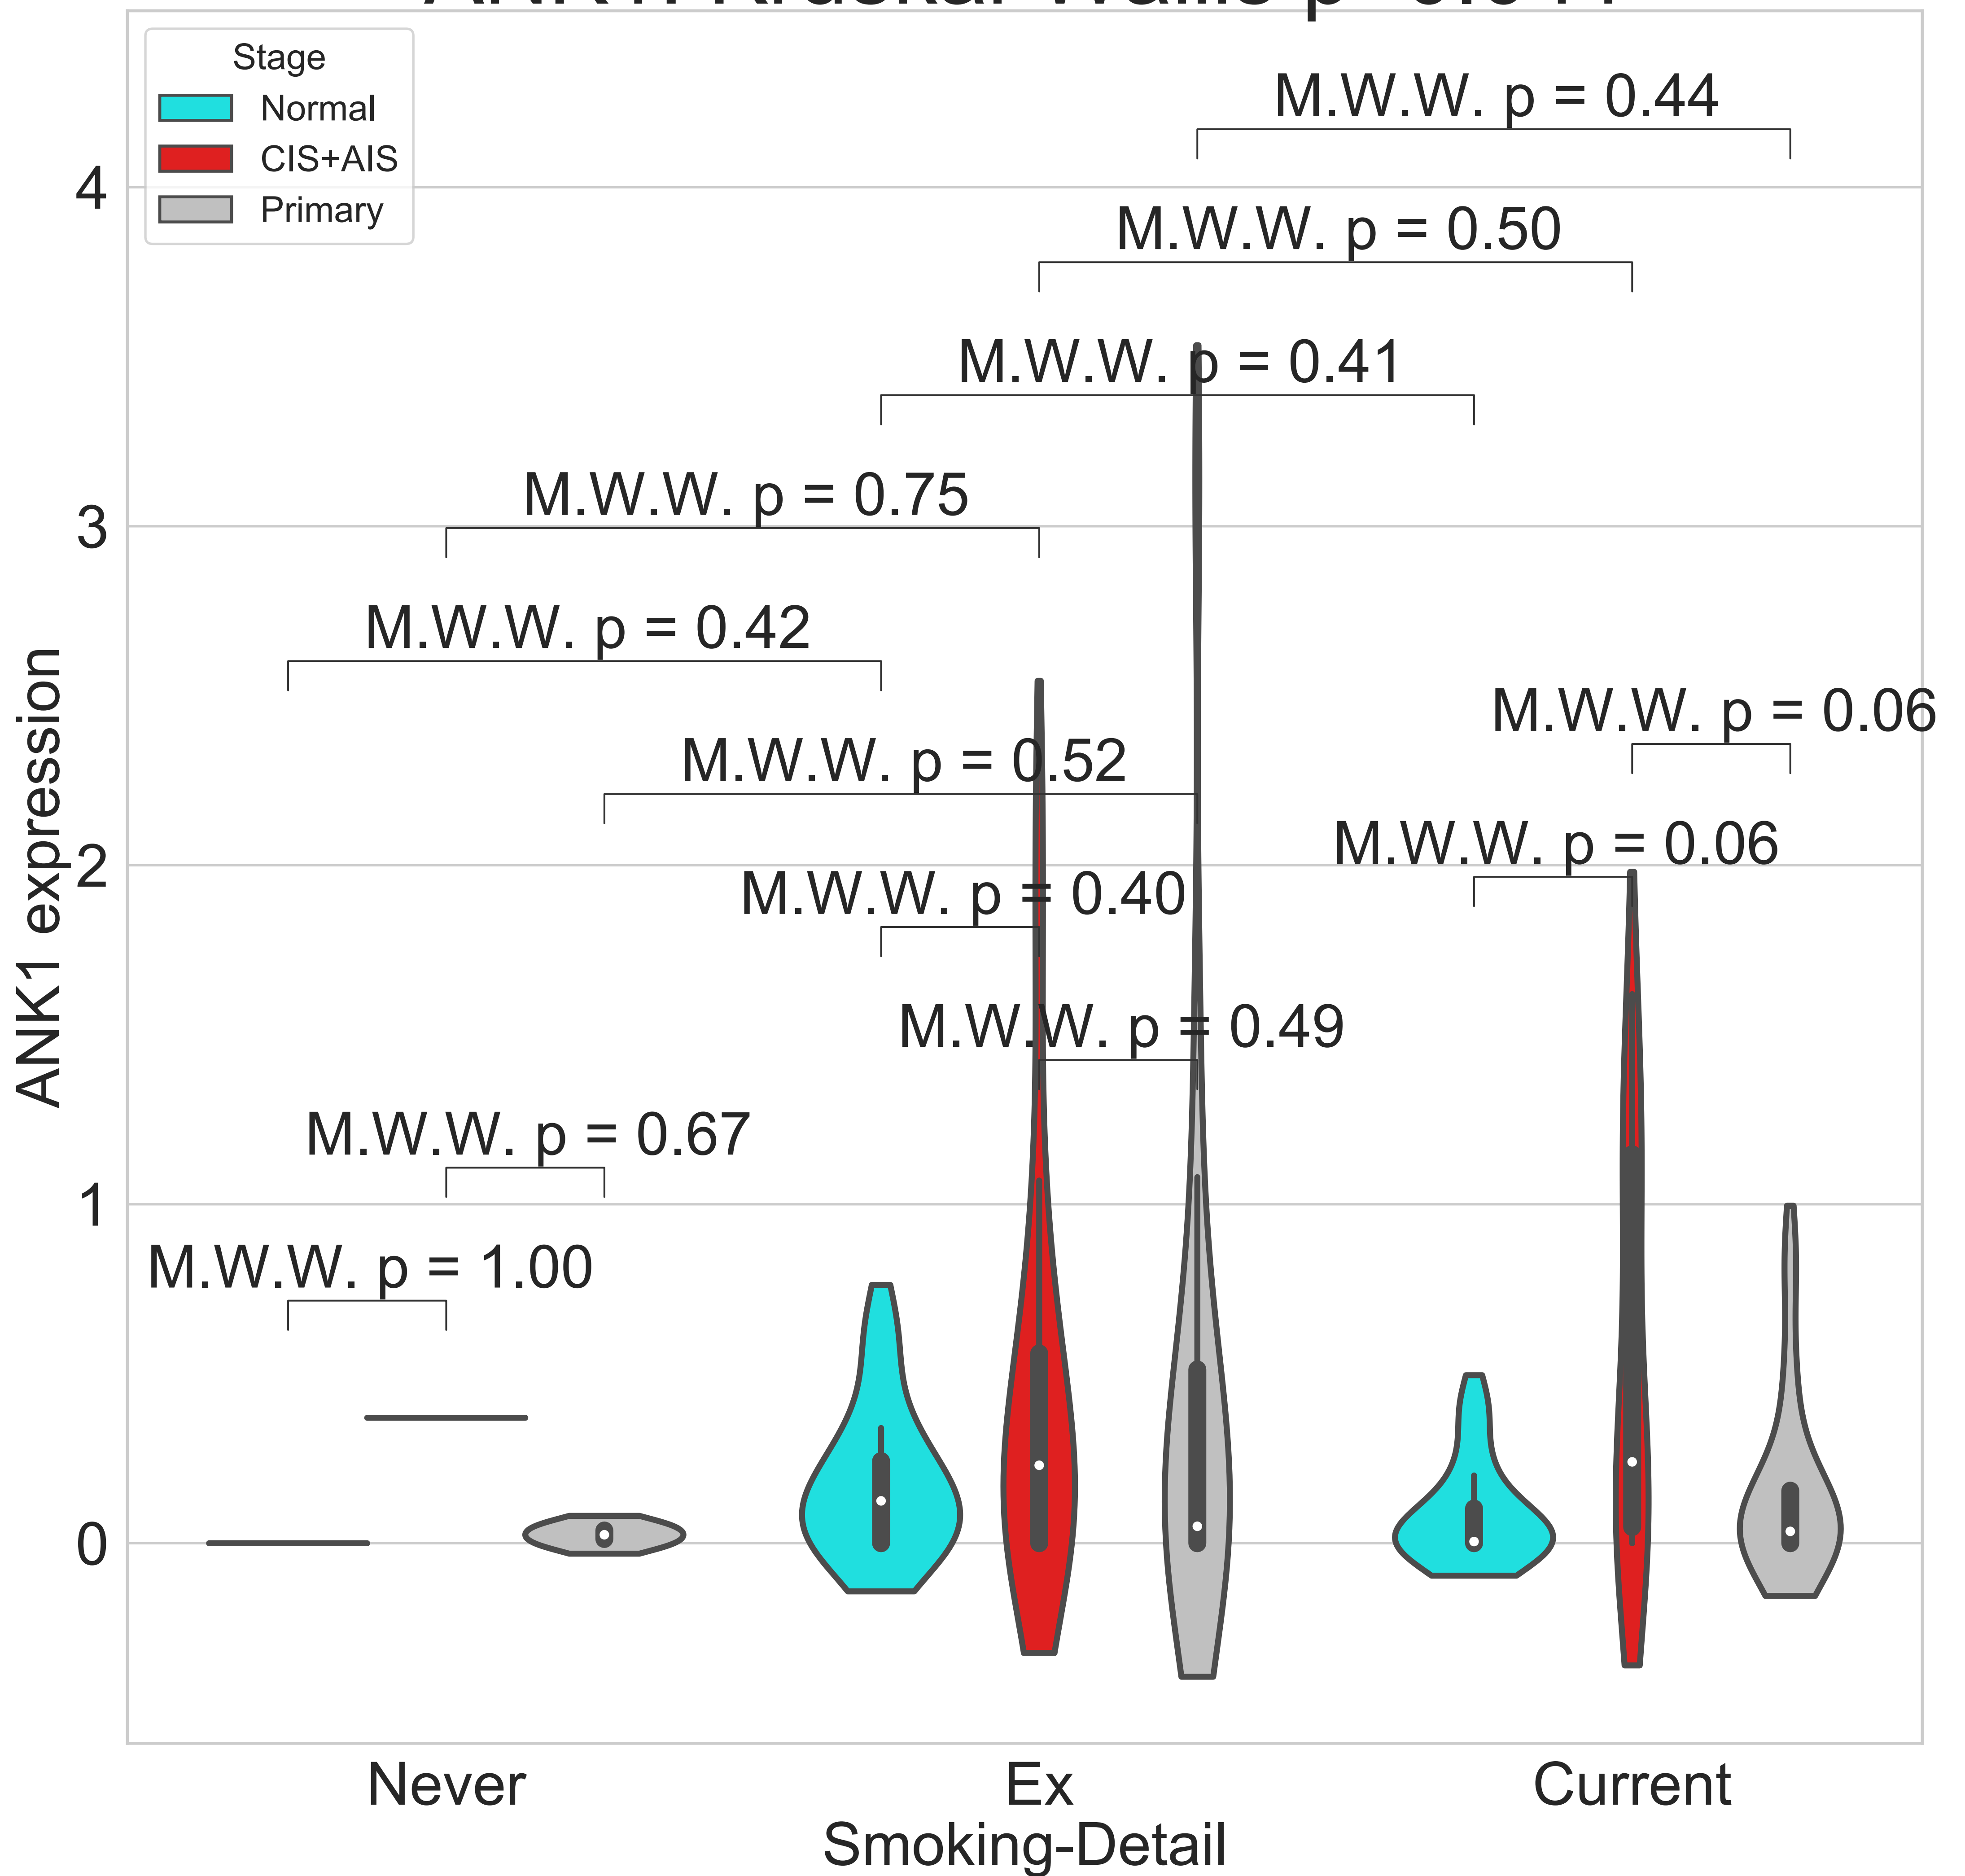 Stage
Normal
CIS+AIS
Primary
M.W.W. p = 0.44
M.W.W. p = 0.50
M.W.W. p = 0.41
M.W.W. p = 0.75
M.W.W. p = 0.42
M.W.W. p = 0.06
M.W.W. p = 0.52
M.W.W. p = 0.06
M.W.W. p = 0.40
M.W.W. p = 0.49
M.W.W. p = 0.67
M.W.W. p = 1.00
4
3
2
1
0
ANK1 expression
Never
Ex
Current
Smoking-Detail